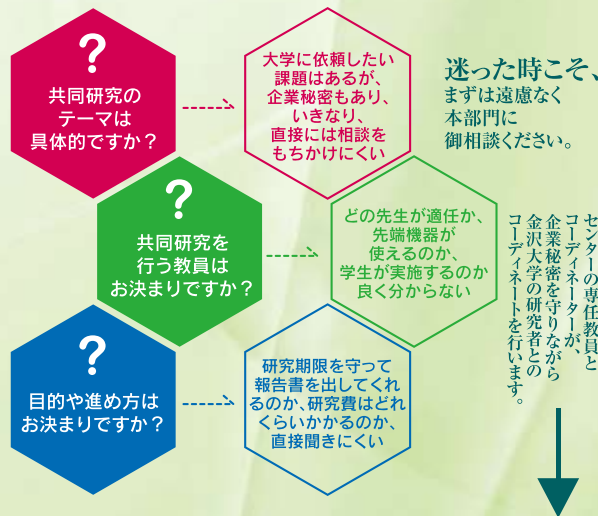 ?
共同研究の
テーマは
具体的ですか？
大学に依頼したい
課題はあるが、
企業秘密もあり、
いきなり、
直接には相談を
もちかけにくい
迷った時こそ、
まずは遠慮なく
本部門に
御相談ください。
?
共同研究を
行う教員は
お決まりですか？
どの先生が適任か、
先端機器が
使えるのか、
学生が実施するのか
良く分からない
?
目的や進め方は
お決まりですか？
研究期限を守って
報告書を出してくれ
るのか、研究費はどれ
くらいかかるのか、
直接聞きにくい
センターの専任教員と
コーディネーターが、
企業秘密を守りながら
金沢大学の研究者との
コーディネートを行います。